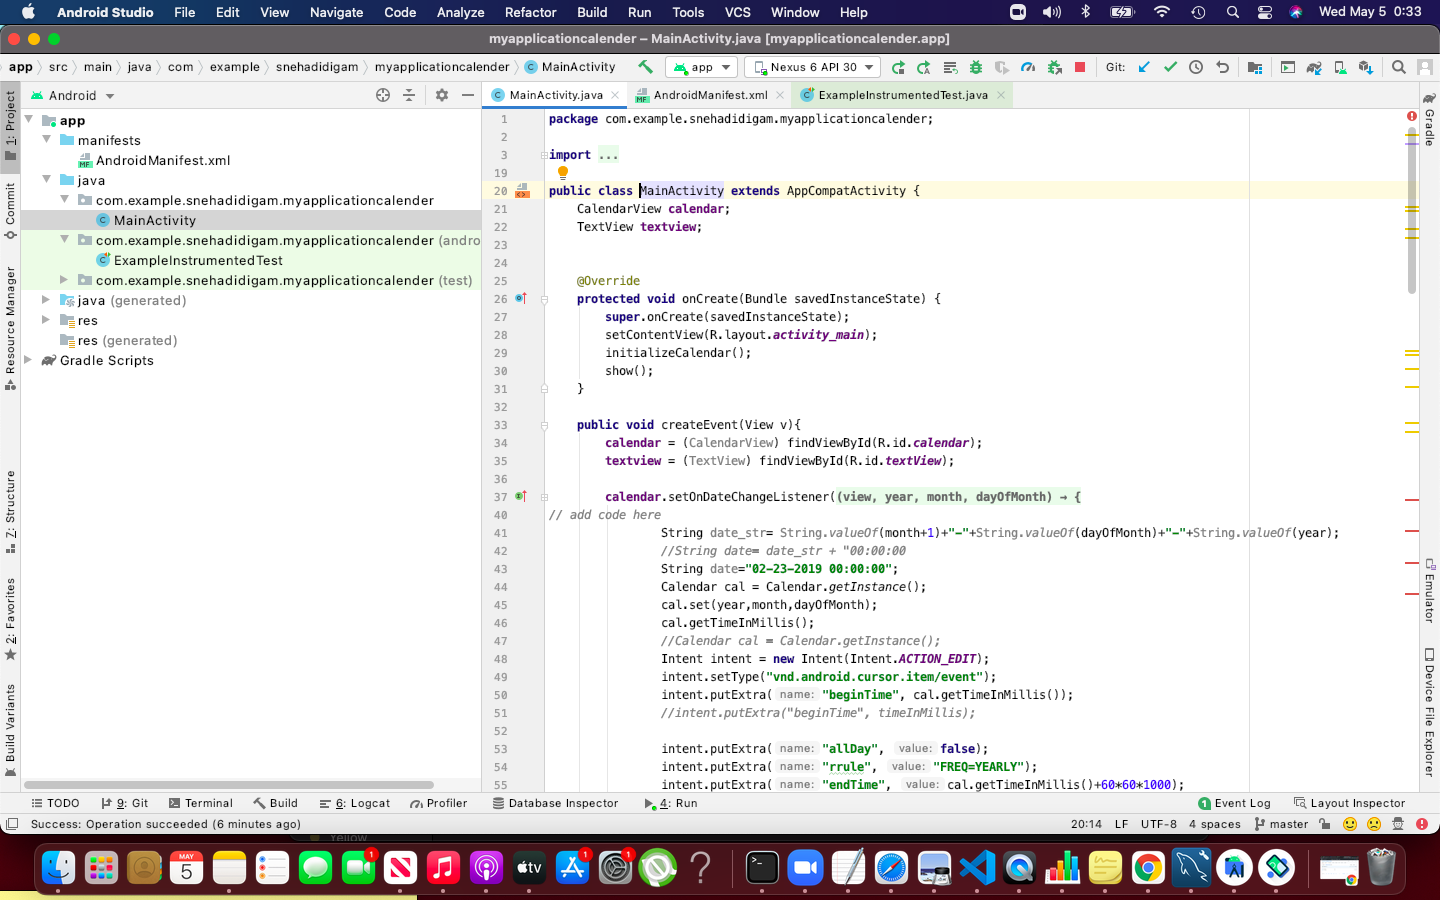 Android Studio File Edit View Navigate Code Analyze Refactor Build Run Tools VCS Window Help Wed May 5 0:33
myapplicationcalender – MainActivity.java [myapplicationcalender.app]
app src main java com example snehadidigam myapplicationcalender MainActivity app Nexus 6 API 30 Git:
1: Project
Commit
Resource Manager
Z: Structure
2: Favorites
Build Variants
Android
app
manifests
AndroidManifest.xml
java
com.example.snehadidigam.myapplicationcalender
MainActivity
com.example.snehadidigam.myapplicationcalender (andro
ExampleInstrumentedTest
com.example.snehadidigam.myapplicationcalender (test)
java (generated)
res
res (generated)
Gradle Scripts
MainActivity.java AndroidManifest.xml ExampleInstrumentedTest.java
1 package com.example.snehadidigam.myapplicationcalender;
2
3 import ...
19
20 public class MainActivity extends AppCompatActivity {
21 CalendarView calendar;
22 TextView textview;
23
24
25 @Override
26 protected void onCreate(Bundle savedInstanceState) {
27 super.onCreate(savedInstanceState);
28 setContentView(R.layout.activity_main);
29 initializeCalendar();
30 show();
31 }
32
33 public void createEvent(View v){
34 calendar = (CalendarView) findViewById(R.id.calendar);
35 textview = (TextView) findViewById(R.id.textView);
36
37 calendar.setOnDateChangeListener((view, year, month, dayOfMonth) → {
40 // add code here
41 String date_str= String.valueOf(month+1)+"-"+String.valueOf(dayOfMonth)+"-"+String.valueOf(year);
42 //String date= date_str + "00:00:00
43 String date="02-23-2019 00:00:00";
44 Calendar cal = Calendar.getInstance();
45 cal.set(year,month,dayOfMonth);
46 cal.getTimeInMillis();
47 //Calendar cal = Calendar.getInstance();
48 Intent intent = new Intent(Intent.ACTION_EDIT);
49 intent.setType("vnd.android.cursor.item/event");
50 intent.putExtra( name: "beginTime", cal.getTimeInMillis());
51 //intent.putExtra("beginTime", timeInMillis);
52
53 intent.putExtra( name: "allDay", value: false);
54 intent.putExtra( name: "rrule", value: "FREQ=YEARLY");
55 intent.putExtra( name: "endTime", value: cal.getTimeInMillis()+60*60*1000);
Gradle
Emulator
Device File Explorer
TODO 9: Git Terminal Build 6: Logcat Profiler Database Inspector 4: Run 1 Event Log Layout Inspector
Success: Operation succeeded (6 minutes ago) 20:14 LF UTF-8 4 spaces master
Yellow
MAY
5
1
tv
1
1